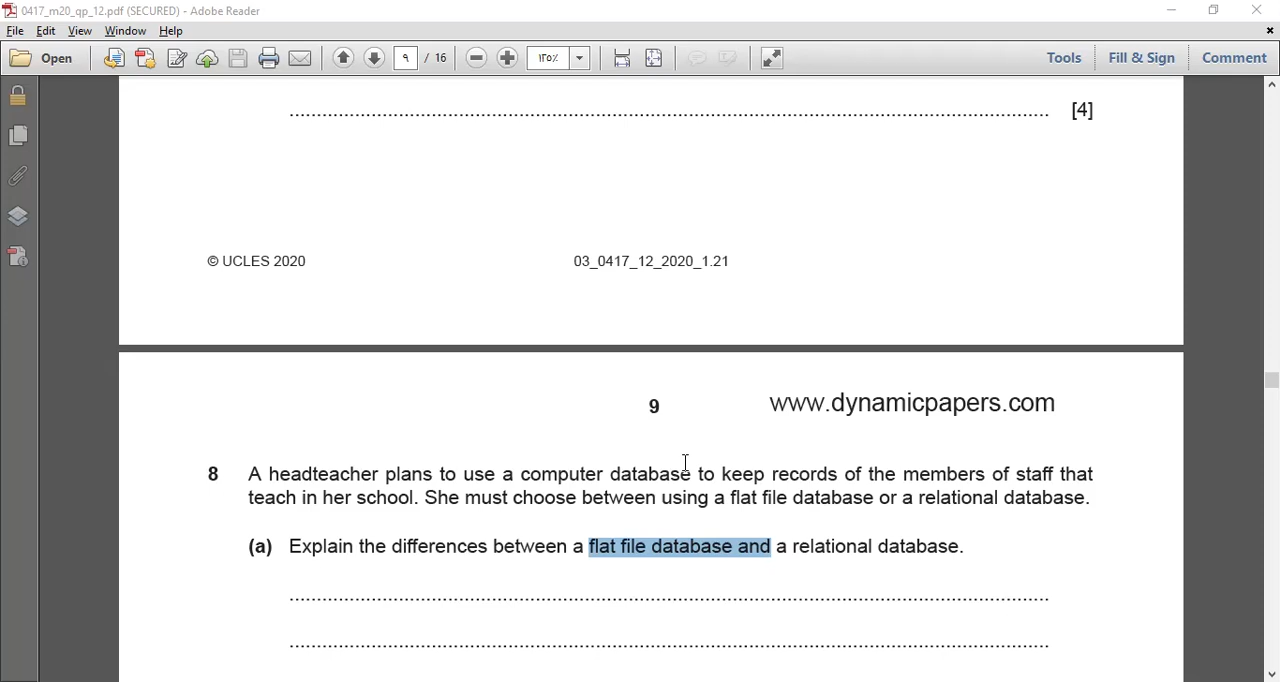 0417_m20_qp_12.pdf (SECURED) - Adobe Reader
File Edit View Window Help
Open ٩ / 16 ١٣٥٪ Tools Fill & Sign Comment
.................................................................................................................................... [4]
© UCLES 2020 03_0417_12_2020_1.21
9 www.dynamicpapers.com
8 A headteacher plans to use a computer database to keep records of the members of staff that
teach in her school. She must choose between using a flat file database or a relational database.
(a) Explain the differences between a flat file database and a relational database.
....................................................................................................................................
....................................................................................................................................